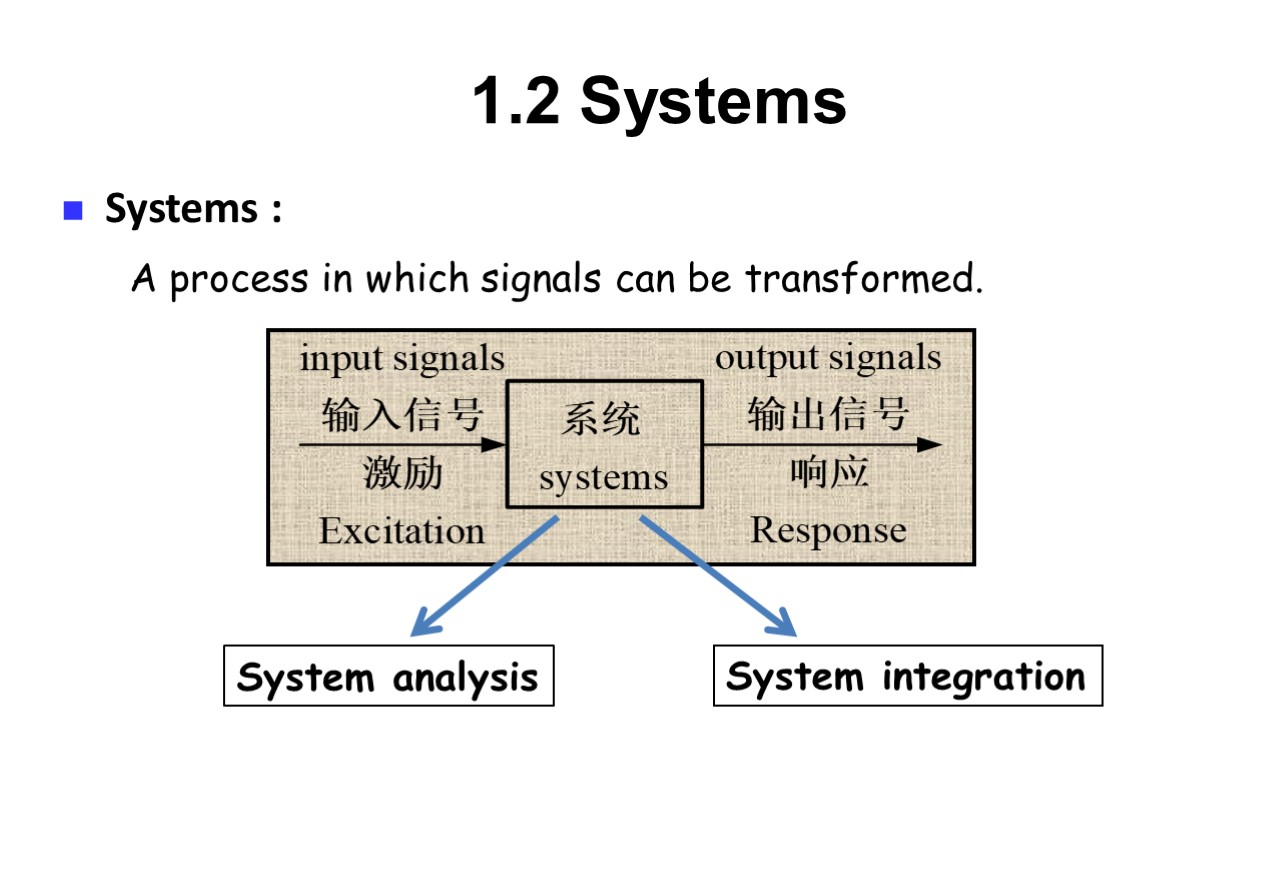 1.2 Systems
Systems :
A process in which signals can be transformed.
input signals
输入信号
激励
Excitation
系统
systems
output signals
输出信号
响应
Response
System analysis
System integration